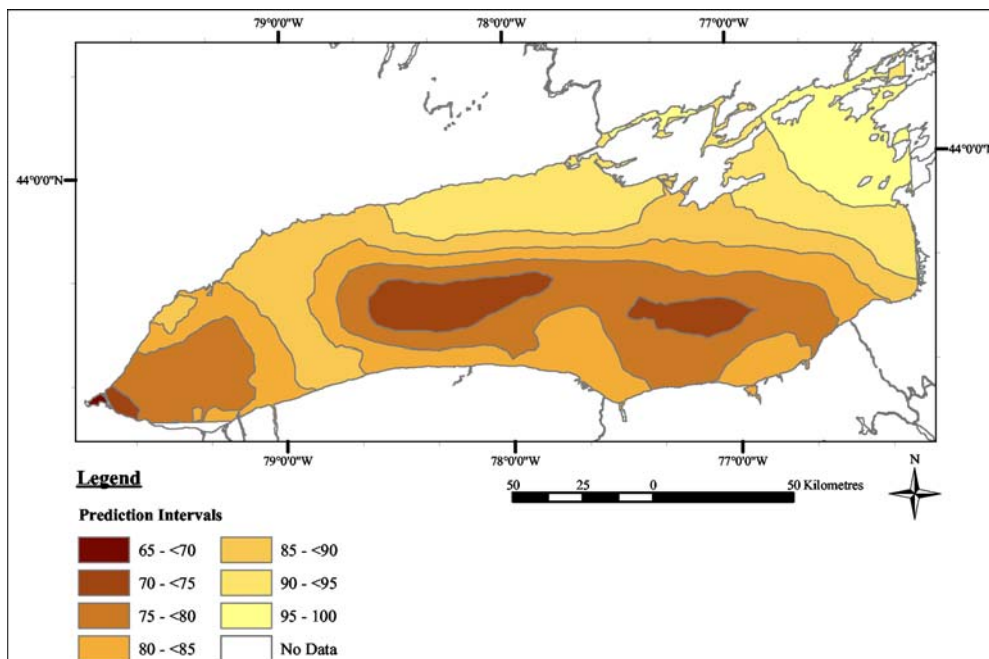 79°0'0"W 78°0'0"W 77°0'0"W
44°0'0"N
44°0'0"N
79°0'0"W 78°0'0"W 77°0'0"W
Legend
Prediction Intervals
65 - <70
70 - <75
75 - <80
80 - <85
85 - <90
90 - <95
95 - 100
No Data
50 25 0 50 Kilometres
N